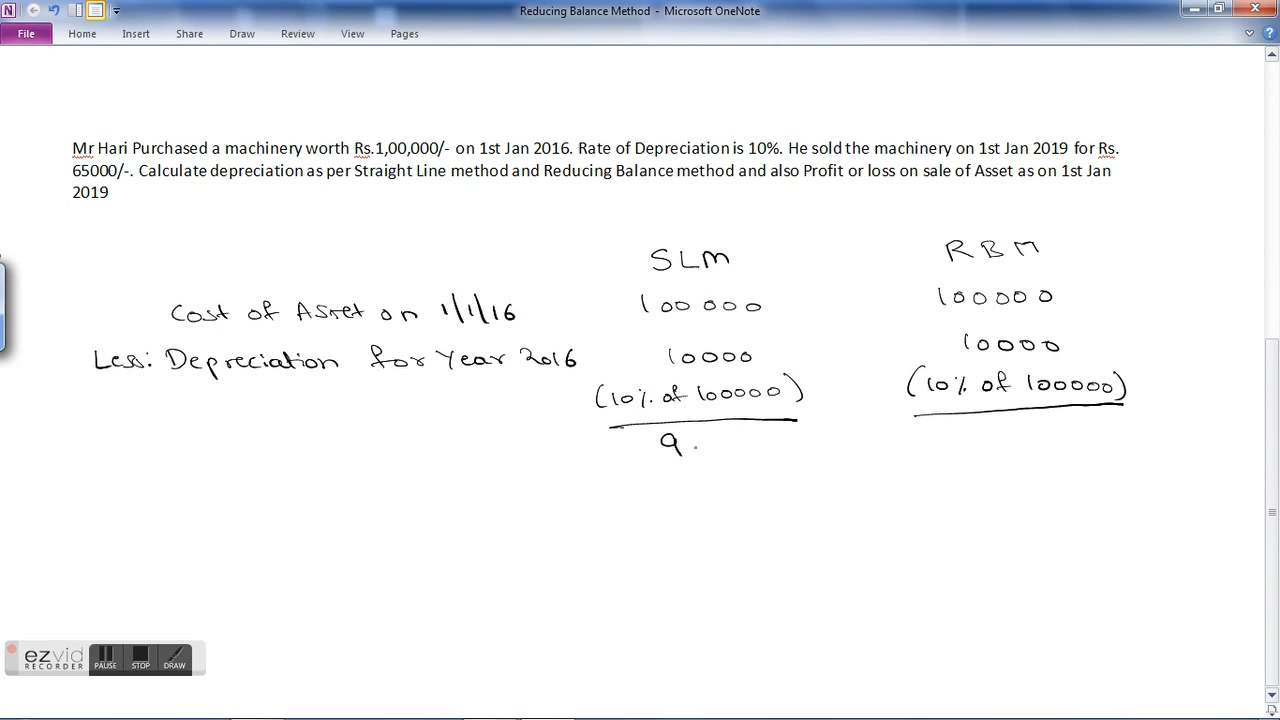 Reducing Balance Method - Microsoft OneNote
File Home Insert Share Draw Review View Pages
Mr Hari Purchased a machinery worth Rs.1,00,000/- on 1st Jan 2016. Rate of Depreciation is 10%. He sold the machinery on 1st Jan 2019 for Rs.
65000/-. Calculate depreciation as per Straight Line method and Reducing Balance method and also Profit or loss on sale of Asset as on 1st Jan
2019
SLM RBM
Cost of Asset on 1/1/16 100000 100000
Less: Depreciation for Year 2016 10000 10000
(10% of 100000) (10% of 100000)
9
ezvid
RECORDER
PAUSE STOP DRAW